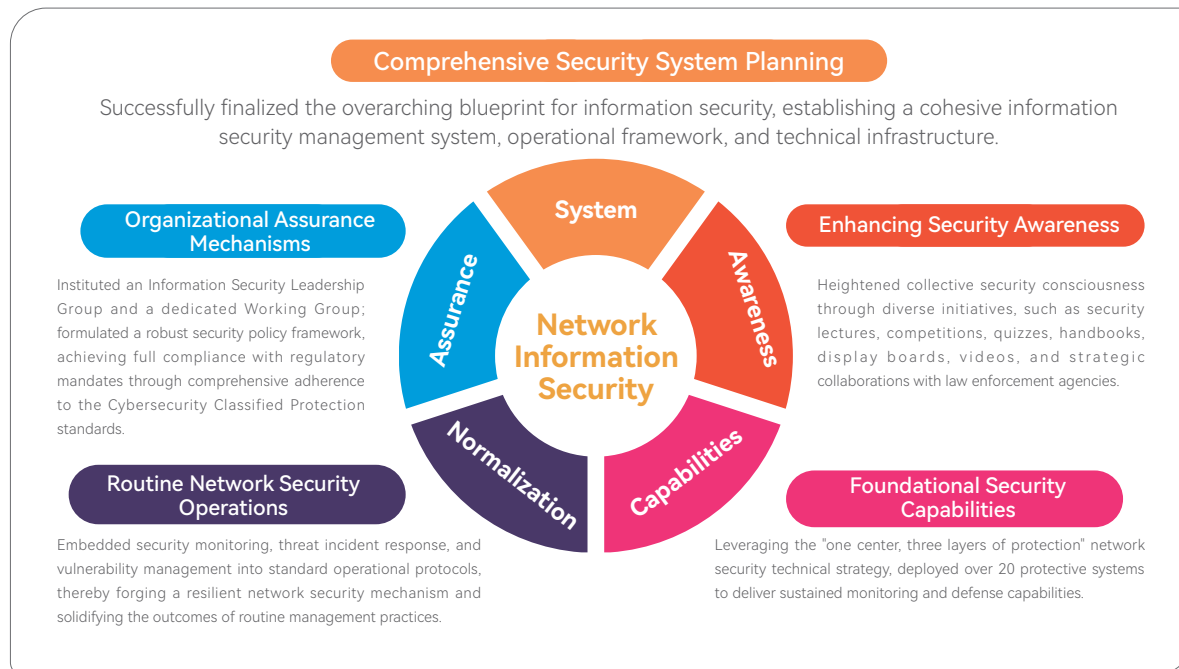 Comprehensive Security System Planning
Successfully finalized the overarching blueprint for information security, establishing a cohesive information
security management system, operational framework, and technical infrastructure.
System
Organizational Assurance
Mechanisms
Instituted an Information Security Leadership
Group and a dedicated Working Group;
formulated a robust security policy framework,
achieving full compliance with regulatory
mandates through comprehensive adherence
to the Cybersecurity Classified Protection
standards.
Assurance
Network
Information
Security
Awareness
Enhancing Security Awareness
Heightened collective security consciousness
through diverse initiatives, such as security
lectures, competitions, quizzes, handbooks,
display boards, videos, and strategic
collaborations with law enforcement agencies.
Normalization
Capabilities
Routine Network Security
Operations
Embedded security monitoring, threat incident response, and
vulnerability management into standard operational protocols,
thereby forging a resilient network security mechanism and
solidifying the outcomes of routine management practices.
Foundational Security
Capabilities
Leveraging the "one center, three layers of protection" network
security technical strategy, deployed over 20 protective systems
to deliver sustained monitoring and defense capabilities.